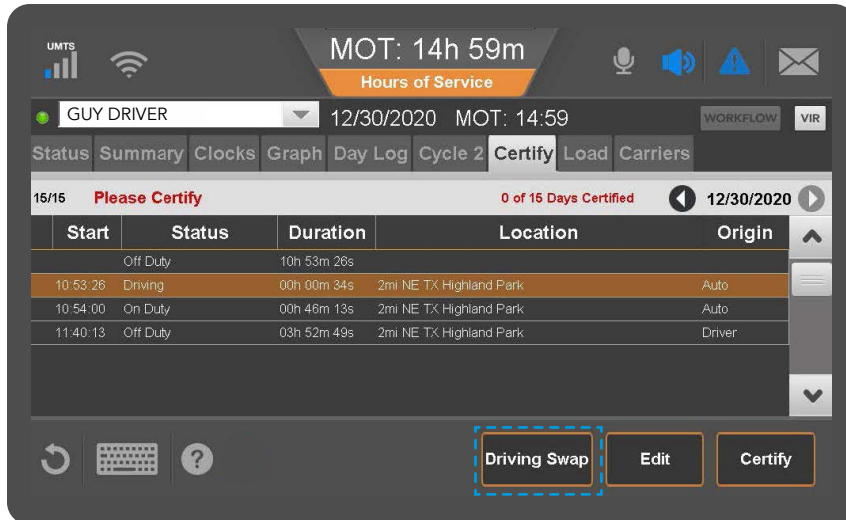 UMTS
MOT: 14h 59m
Hours of Service
GUY DRIVER 12/30/2020 MOT: 14:59 WORKFLOW VIR
Status Summary Clocks Graph Day Log Cycle 2 Certify Load Carriers
15/15 Please Certify 0 of 15 Days Certified 12/30/2020
Start Status Duration Location Origin
Off Duty 10h 53m 26s
10:53:26 Driving 00h 00m 34s 2mi NE TX Highland Park Auto
10:54:00 On Duty 00h 46m 13s 2mi NE TX Highland Park Auto
11:40:13 Off Duty 03h 52m 49s 2mi NE TX Highland Park Driver
? Driving Swap Edit Certify